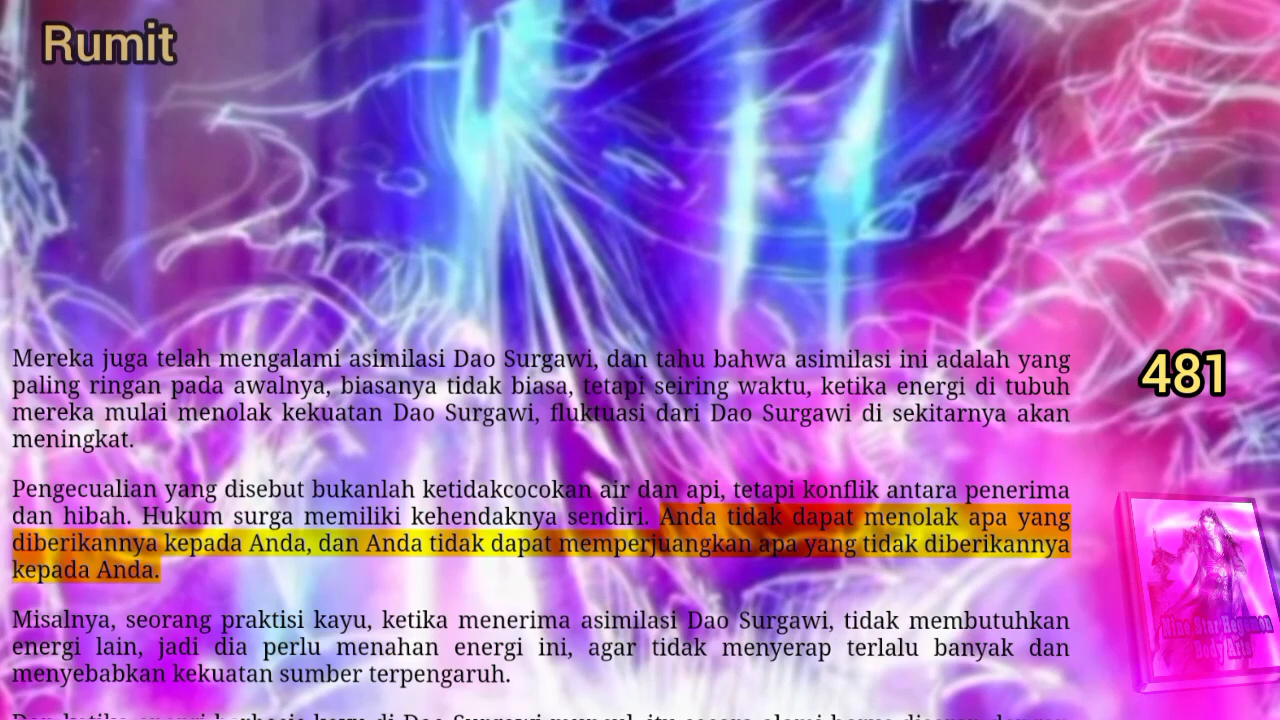 Rumit
Mereka juga telah mengalami asimilasi Dao Surgawi, dan tahu bahwa asimilasi ini adalah yang
paling ringan pada awalnya, biasanya tidak biasa, tetapi seiring waktu, ketika energi di tubuh
mereka mulai menolak kekuatan Dao Surgawi, fluktuasi dari Dao Surgawi di sekitarnya akan
meningkat.
481
Pengecualian yang disebut bukanlah ketidakcocokan air dan api, tetapi konflik antara penerima
dan hibah. Hukum surga memiliki kehendaknya sendiri. Anda tidak dapat menolak apa yang
diberikannya kepada Anda, dan Anda tidak dapat memperjuangkan apa yang tidak diberikannya
kepada Anda.
Misalnya, seorang praktisi kayu, ketika menerima asimilasi Dao Surgawi, tidak membutuhkan
energi lain, jadi dia perlu menahan energi ini, agar tidak menyerap terlalu banyak dan
menyebabkan kekuatan sumber terpengaruh.
Nine Star Hegemon
Body Arts